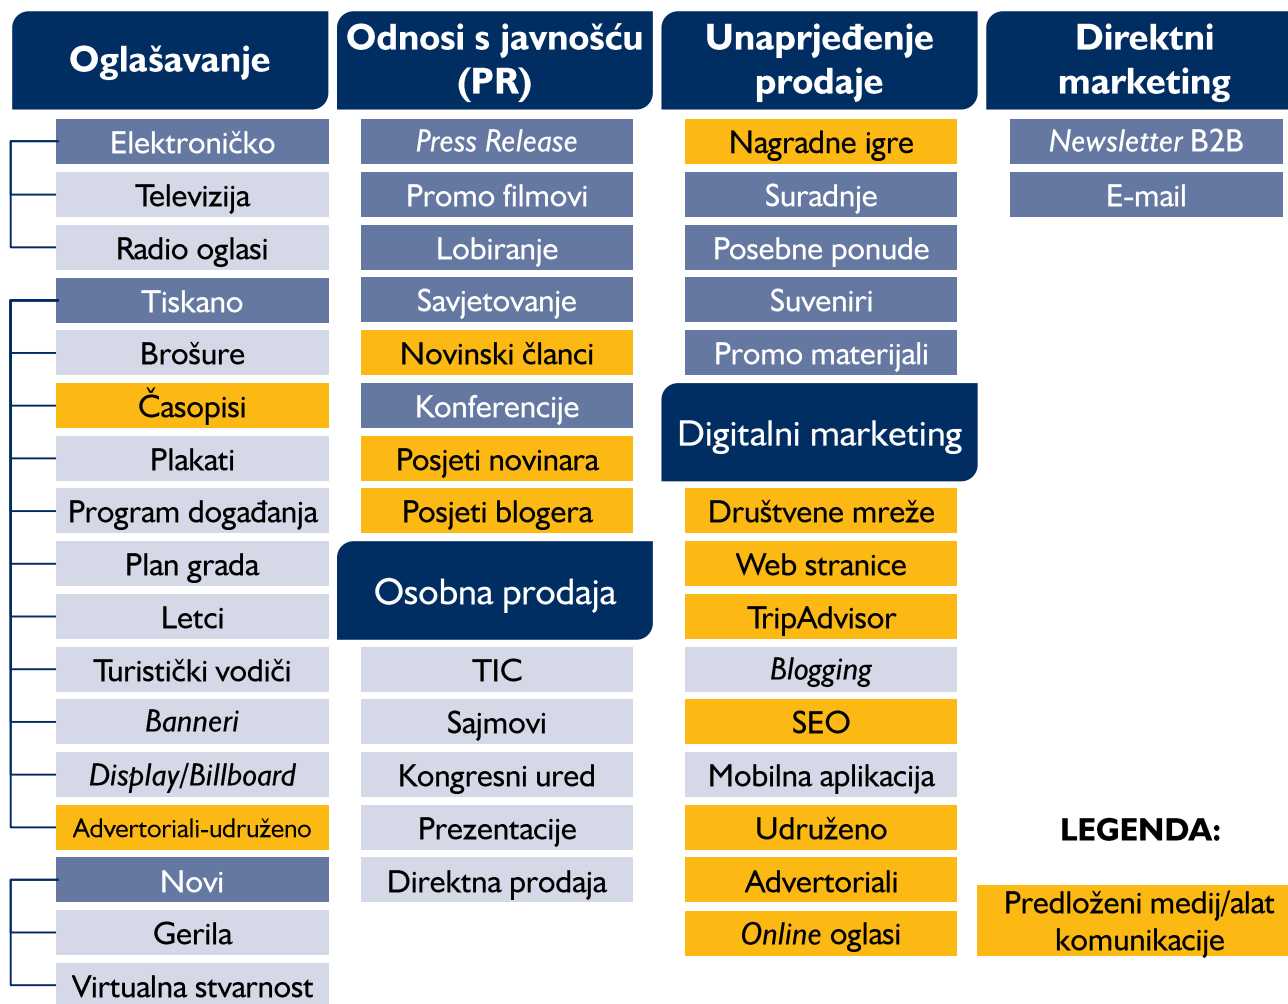 Oglašavanje
Elektroničko
Televizija
Radio oglasi
Tiskano
Brošure
Časopisi
Plakati
Program događanja
Plan grada
Letci
Turistički vodiči
Banneri
Display/Billboard
Advertoriali-udruženo
Novi
Gerila
Virtualna stvarnost
Odnosi s javnošću
(PR)
Press Release
Promo filmovi
Lobiranje
Savjetovanje
Novinski članci
Konferencije
Posjeti novinara
Posjeti blogera
Osobna prodaja
TIC
Sajmovi
Kongresni ured
Prezentacije
Direktna prodaja
Unaprjeđenje
prodaje
Nagradne igre
Suradnje
Posebne ponude
Suveniri
Promo materijali
Digitalni marketing
Društvene mreže
Web stranice
TripAdvisor
Blogging
SEO
Mobilna aplikacija
Udruženo
Advertoriali
Online oglasi
Direktni
marketing
Newsletter B2B
E-mail
LEGENDA:
Predloženi medij/alat
komunikacije